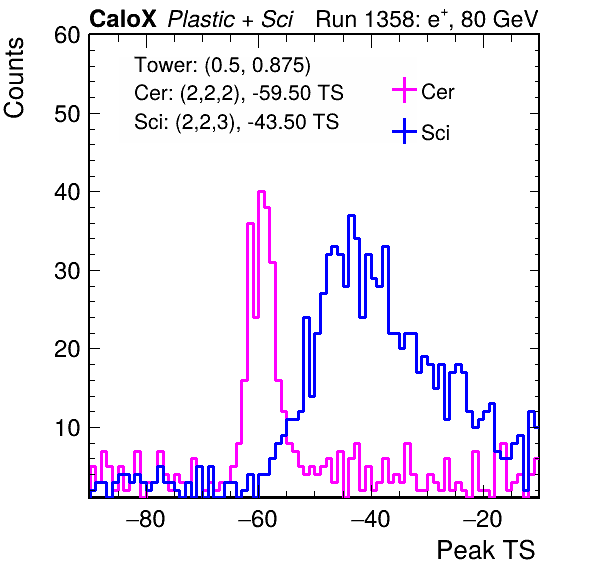 CaloX Plastic + Sci Run 1358: e⁺, 80 GeV
Counts
60
50
40
30
20
10
Tower: (0.5, 0.875)
Cer: (2,2,2), -59.50 TS
Sci: (2,2,3), -43.50 TS
Cer
Sci
−80 −60 −40 −20
Peak TS